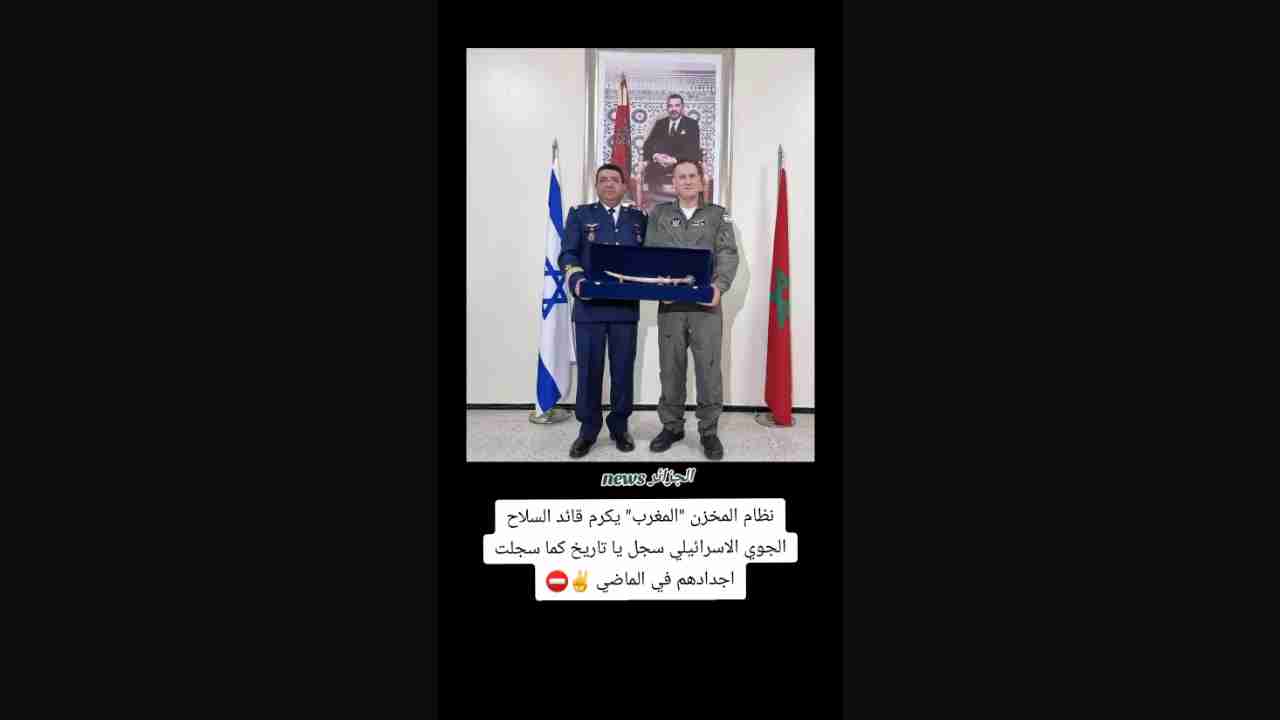 الجزائر news
نظام المخزن "المغرب" يكرم قائد السلاح
الجوي الاسرائيلي سجل يا تاريخ كما سجلت
اجدادهم في الماضي ✌️⛔